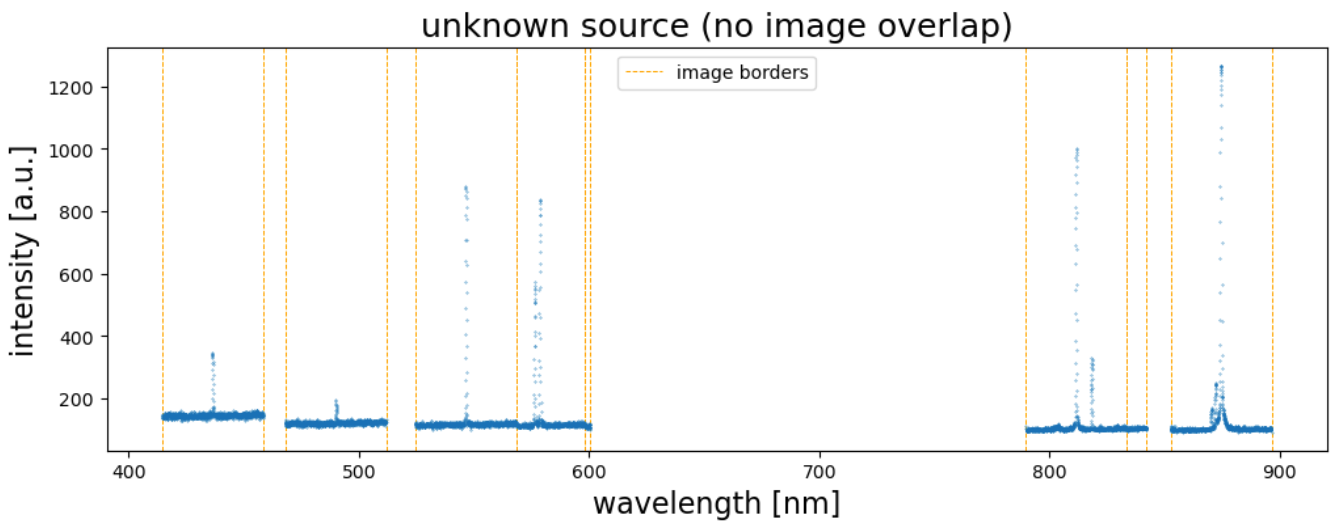 unknown source (no image overlap)
image borders
intensity [a.u.]
1200
1000
800
600
400
200
400 500 600 700 800 900
wavelength [nm]